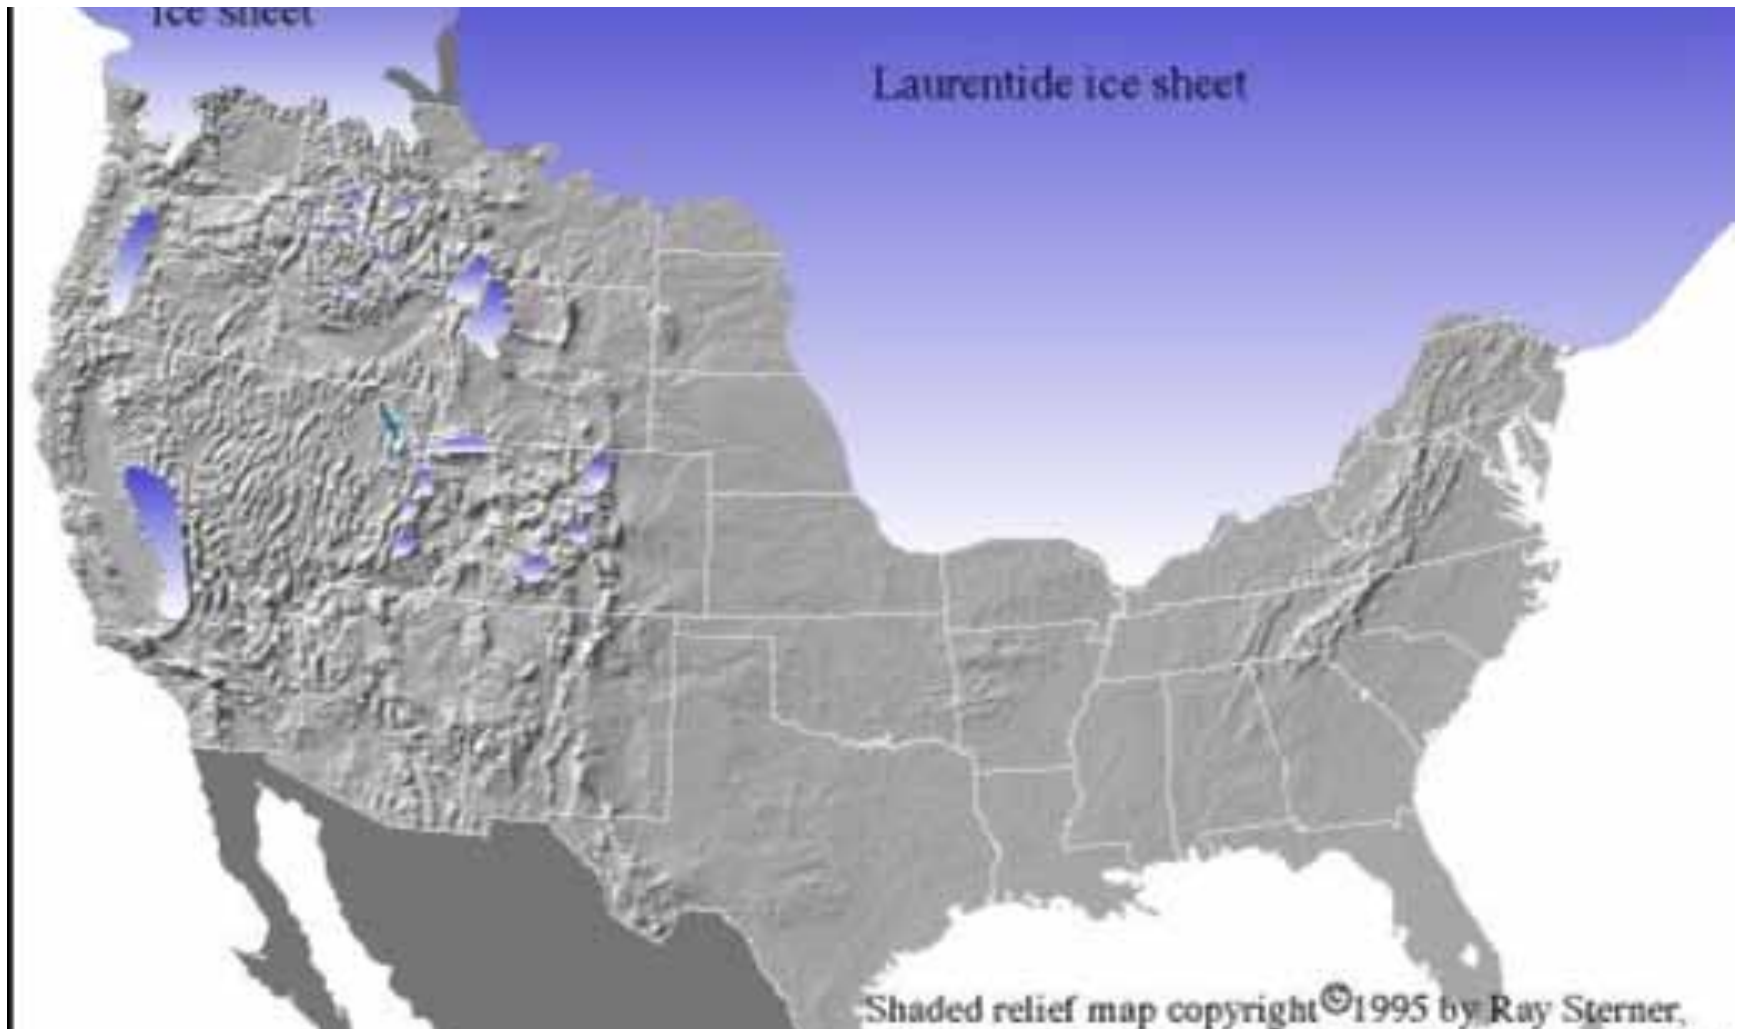 ice sheet
Laurentide ice sheet
Shaded relief map copyright©1995 by Ray Sterner,